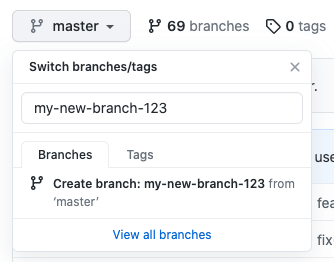 master 69 branches 0 tags
Switch branches/tags
my-new-branch-123
Branches Tags
Create branch: my-new-branch-123 from
‘master’
View all branches
r.
use
fea
fix